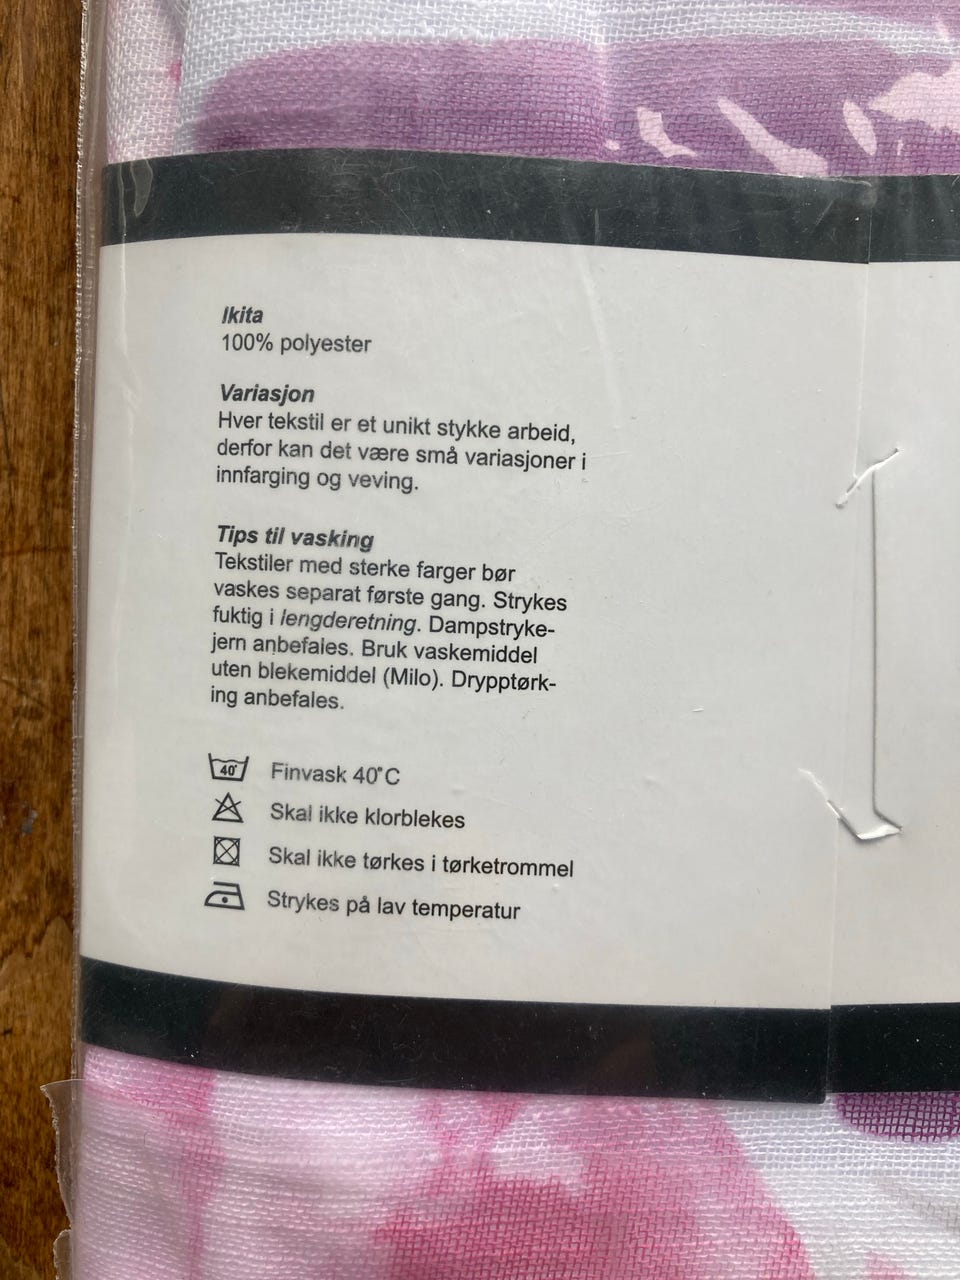 Ikita
100% polyester
Variasjon
Hver tekstil er et unikt stykke arbeid,
derfor kan det være små variasjoner i
innfarging og veving.
Tips til vasking
Tekstiler med sterke farger bør
vaskes separat første gang. Strykes
fuktig i lengderetning. Dampstryke-
jern anbefales. Bruk vaskemiddel
uten blekemiddel (Milo). Drypptørk-
ing anbefales.
40° Finvask 40°C
Skal ikke klorblekes
Skal ikke tørkes i tørketrommel
Strykes på lav temperatur